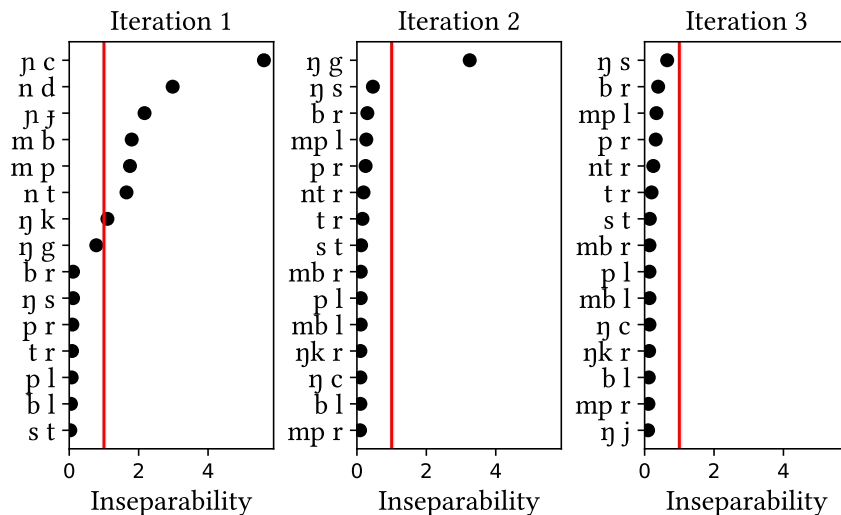 Iteration 1
ɲ c
n d
ɲ ɟ
m b
m p
n t
ŋ k
ŋ g
b r
ŋ s
p r
t r
p l
b l
s t
0 2 4
Inseparability
Iteration 2
ŋ g
ŋ s
b r
mp l
p r
nt r
t r
s t
mb r
p l
mb l
ŋk r
ŋ c
b l
mp r
0 2 4
Inseparability
Iteration 3
ŋ s
b r
mp l
p r
nt r
t r
s t
mb r
p l
mb l
ŋ c
ŋk r
b l
mp r
ŋ j
0 2 4
Inseparability